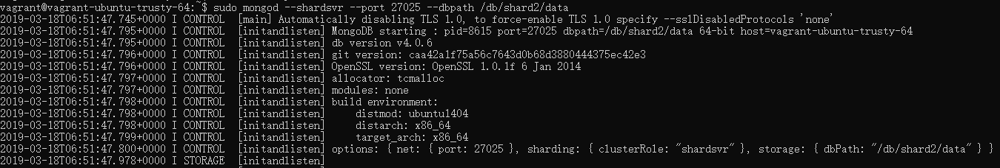 vagrant@vagrant-ubuntu-trusty-64:~$ sudo mongod --shardsvr --port 27025 --dbpath /db/shard2/data
2019-03-18T06:51:47.745+0000 I CONTROL  [main] Automatically disabling TLS 1.0, to force-enable TLS 1.0 specify --sslDisabledProtocols 'none'
2019-03-18T06:51:47.795+0000 I CONTROL  [initandlisten] MongoDB starting : pid=8615 port=27025 dbpath=/db/shard2/data 64-bit host=vagrant-ubuntu-trusty-64
2019-03-18T06:51:47.795+0000 I CONTROL  [initandlisten] db version v4.0.6
2019-03-18T06:51:47.796+0000 I CONTROL  [initandlisten] git version: caa42a1f75a56c7643d0b68d3880444375ec42e3
2019-03-18T06:51:47.796+0000 I CONTROL  [initandlisten] OpenSSL version: OpenSSL 1.0.1f 6 Jan 2014
2019-03-18T06:51:47.797+0000 I CONTROL  [initandlisten] allocator: tcmalloc
2019-03-18T06:51:47.797+0000 I CONTROL  [initandlisten] modules: none
2019-03-18T06:51:47.798+0000 I CONTROL  [initandlisten] build environment:
2019-03-18T06:51:47.798+0000 I CONTROL  [initandlisten]     distmod: ubuntu1404
2019-03-18T06:51:47.798+0000 I CONTROL  [initandlisten]     distarch: x86_64
2019-03-18T06:51:47.799+0000 I CONTROL  [initandlisten]     target_arch: x86_64
2019-03-18T06:51:47.800+0000 I CONTROL  [initandlisten] options: { net: { port: 27025 }, sharding: { clusterRole: "shardsvr" }, storage: { dbPath: "/db/shard2/data" } }
2019-03-18T06:51:47.978+0000 I STORAGE  [initandlisten]